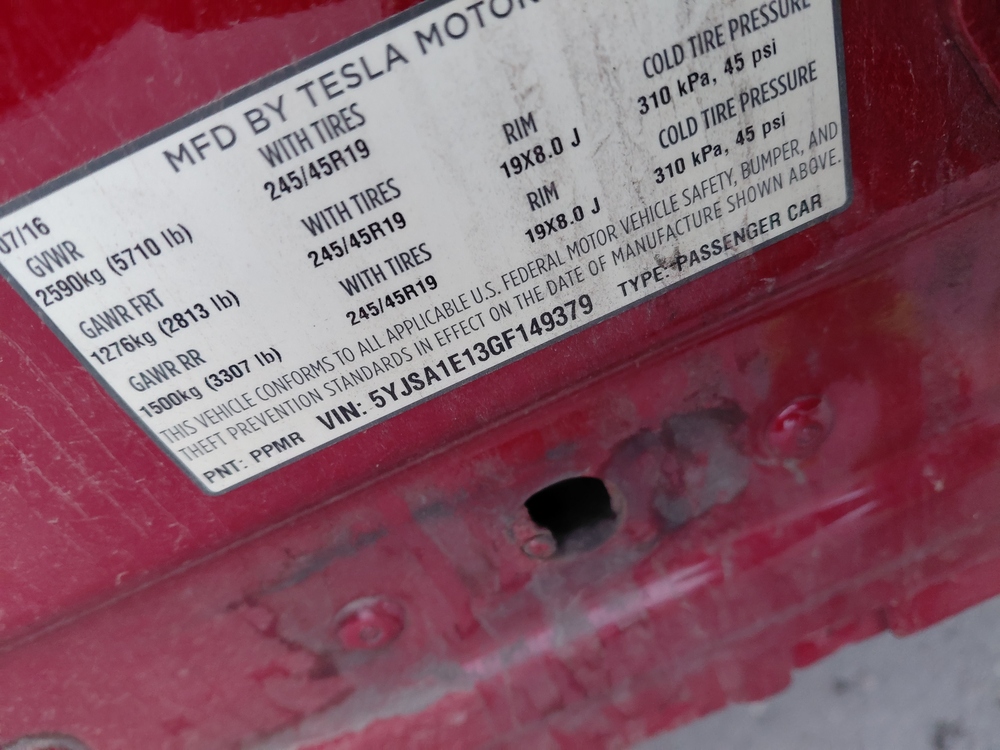 MFD BY TESLA MOTOR
07/16
GVWR
2590kg (5710 lb)
WITH TIRES
245/45R19
RIM
19X8.0 J
COLD TIRE PRESSURE
310 kPa, 45 psi
GAWR FRT
1276kg (2813 lb)
WITH TIRES
245/45R19
RIM
19X8.0 J
COLD TIRE PRESSURE
310 kPa, 45 psi
GAWR RR
1500kg (3307 lb)
WITH TIRES
245/45R19
THIS VEHICLE CONFORMS TO ALL APPLICABLE U.S. FEDERAL MOTOR VEHICLE SAFETY, BUMPER, AND
THEFT PREVENTION STANDARDS IN EFFECT ON THE DATE OF MANUFACTURE SHOWN ABOVE.
PNT: PPMR VIN: 5YJSA1E13GF149379 TYPE: PASSENGER CAR